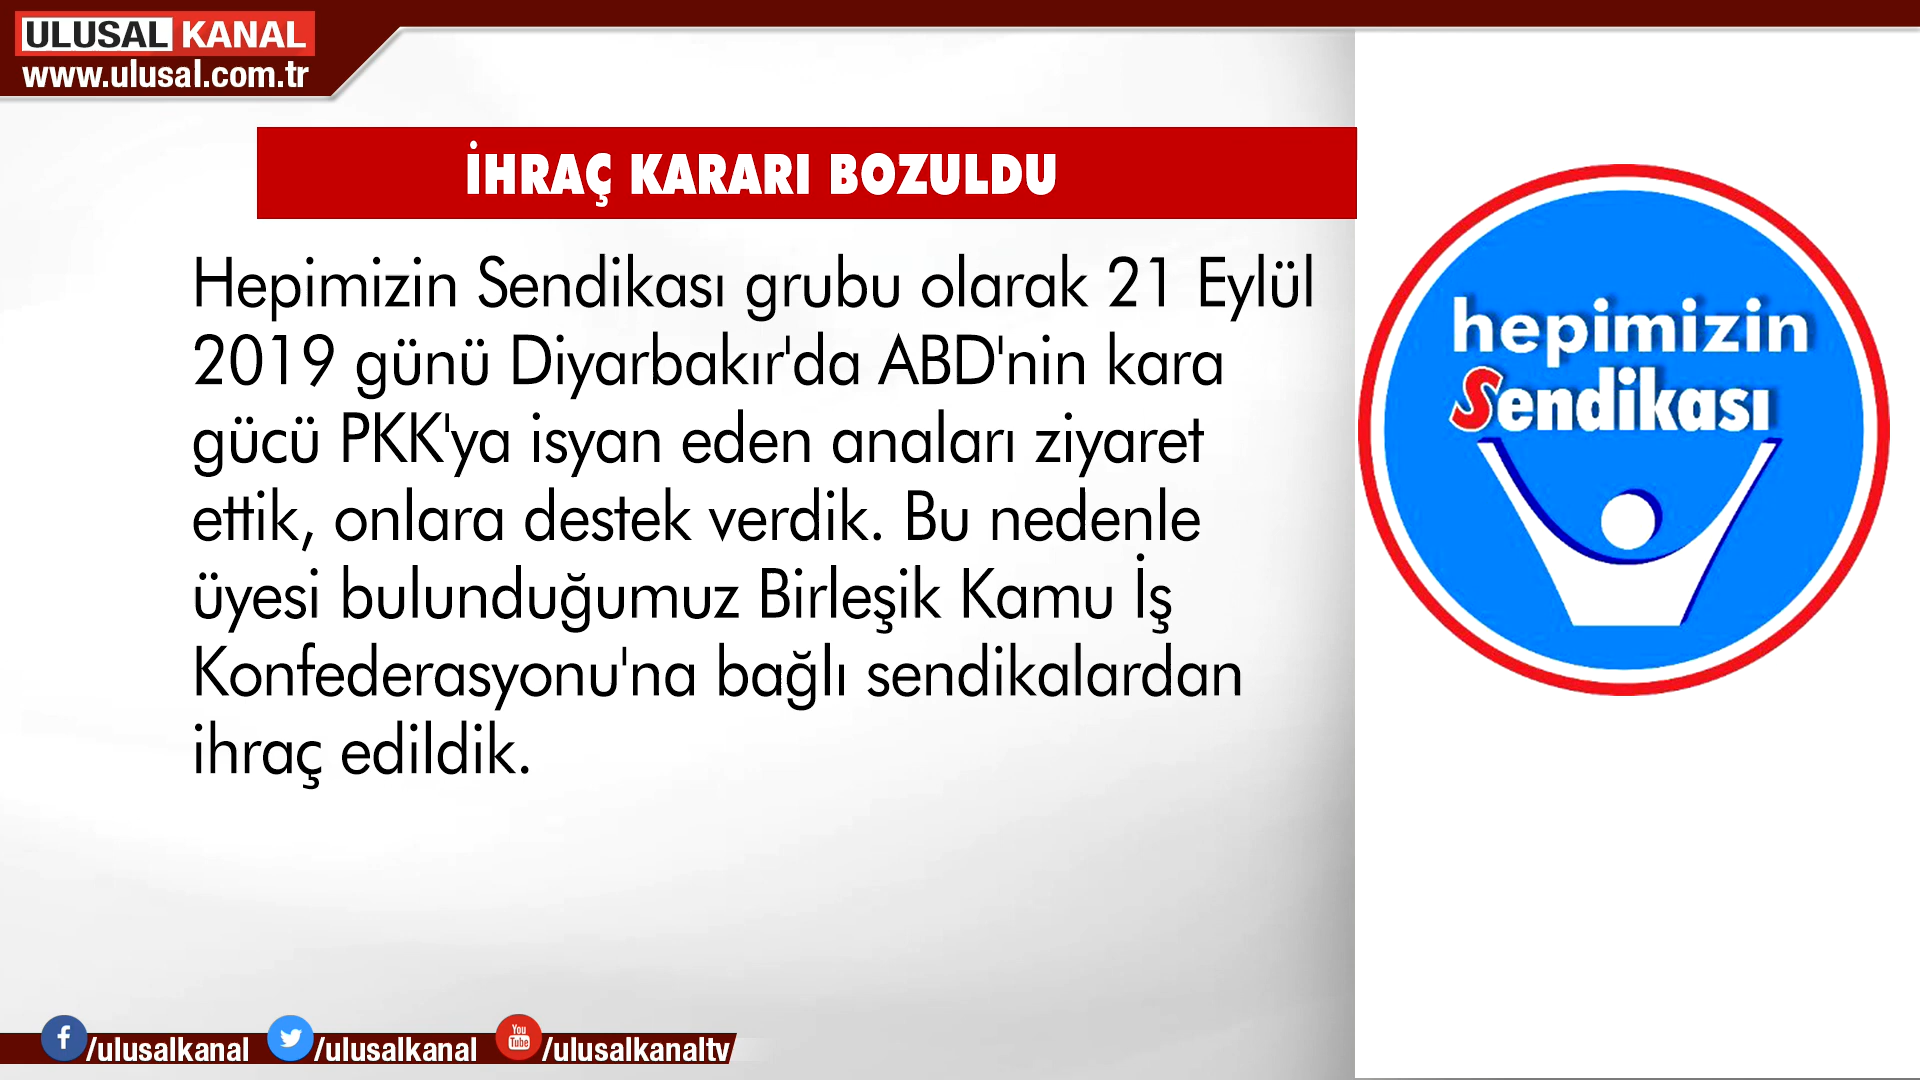 ULUSAL KANAL
www.ulusal.com.tr
İHRAÇ KARARI BOZULDU
Hepimizin Sendikası grubu olarak 21 Eylül
2019 günü Diyarbakır'da ABD'nin kara
gücü PKK'ya isyan eden anaları ziyaret
ettik, onlara destek verdik. Bu nedenle
üyesi bulunduğumuz Birleşik Kamu İş
Konfederasyonu'na bağlı sendikalardan
ihraç edildik.
hepimizin
Sendikası
f /ulusalkanal /ulusalkanal You Tube /ulusalkanaltv